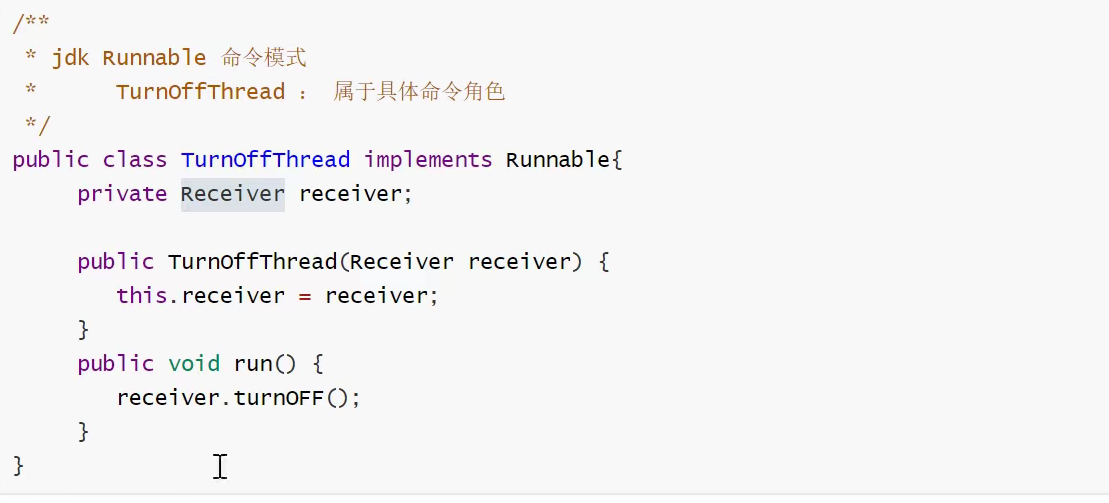 /**
 * jdk Runnable 命令模式
 *      TurnOffThread ： 属于具体命令角色
 */
public class TurnOffThread implements Runnable{
     private Receiver receiver;
     public TurnOffThread(Receiver receiver) {
        this.receiver = receiver;
     }
     public void run() {
        receiver.turnOFF();
     }
}